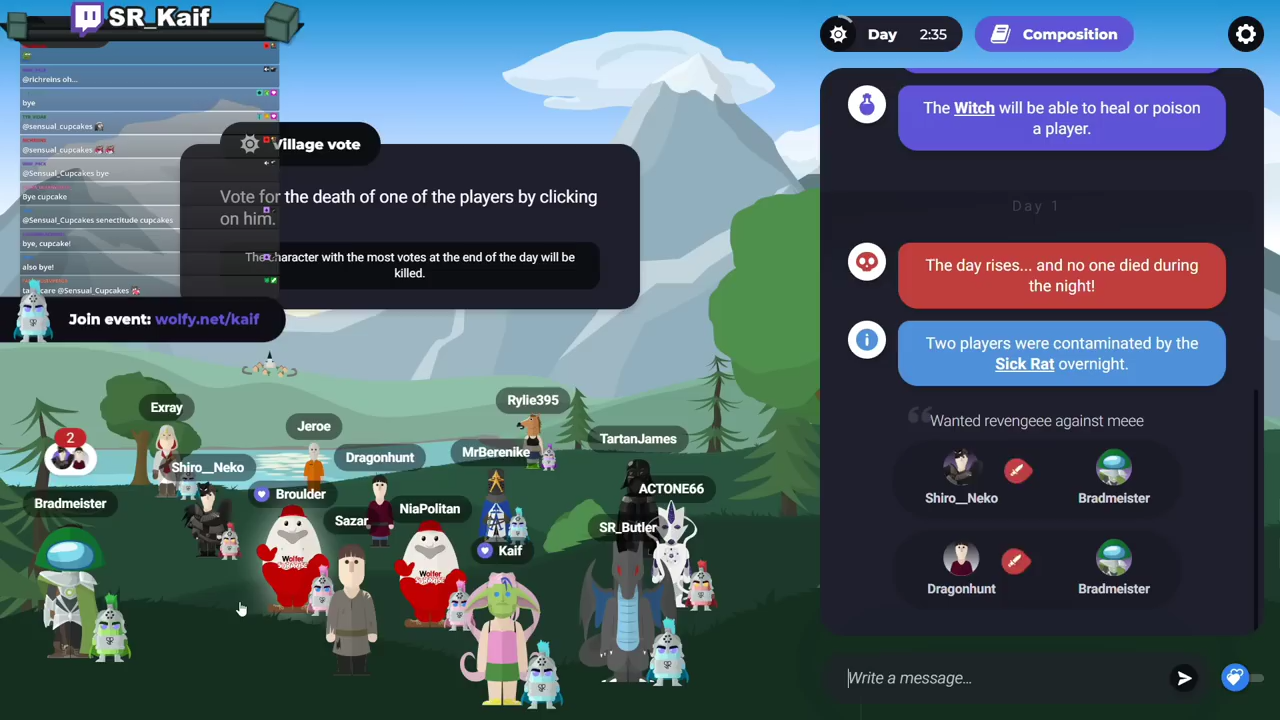 SR_Kaif
@richreins oh...
bye
@sensual_cupcakes
@sensual_cupcakes
@Sensual_Cupcakes bye
Bye cupcake
@Sensual_Cupcakes senectitude cupcakes
bye, cupcake!
also bye!
@Sensual_Cupcakes
Join event: wolfy.net/kaif
Village vote
Vote for the death of one of the players by clicking
on him.
The character with the most votes at the end of the day will be
killed.
Day 2:35
Composition
The Witch will be able to heal or poison
a player.
Day 1
The day rises... and no one died during
the night!
Two players were contaminated by the
Sick Rat overnight.
Wanted revengeee against meee
Shiro__Neko
Bradmeister
Dragonhunt
Bradmeister
Write a message...
Exray
Rylie395
Jeroe
2
Shiro__Neko
Dragonhunt
MrBerenike
TartanJames
Bradmeister
Broulder
Sazar
NiaPolitan
ACTONE66
SR_Butler
Kaif
Wolfer
Wolfer